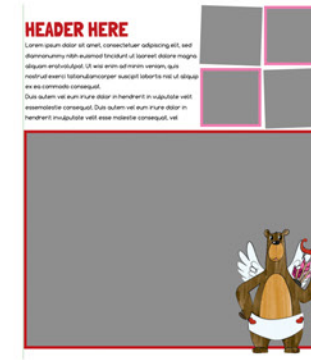 HEADER HERE
Lorem ipsum dolor sit amet, consectetuer adipiscing elit, sed
diamnonummy nibh euismod tincidunt ut laoreet dolore magna
aliquam eratvolutpat. Ut wisi enim ad minim veniam, quis
nostrud exerci tationullamcorper suscipit lobortis nisl ut aliquip
ex ea commodo consequat.
Duis autem vel eum iriure dolor in hendrerit in vulputate velit
essemolestie consequat. Duis autem vel eum iriure dolor in
hendrerit invulputate velit esse molestie consequat, vel